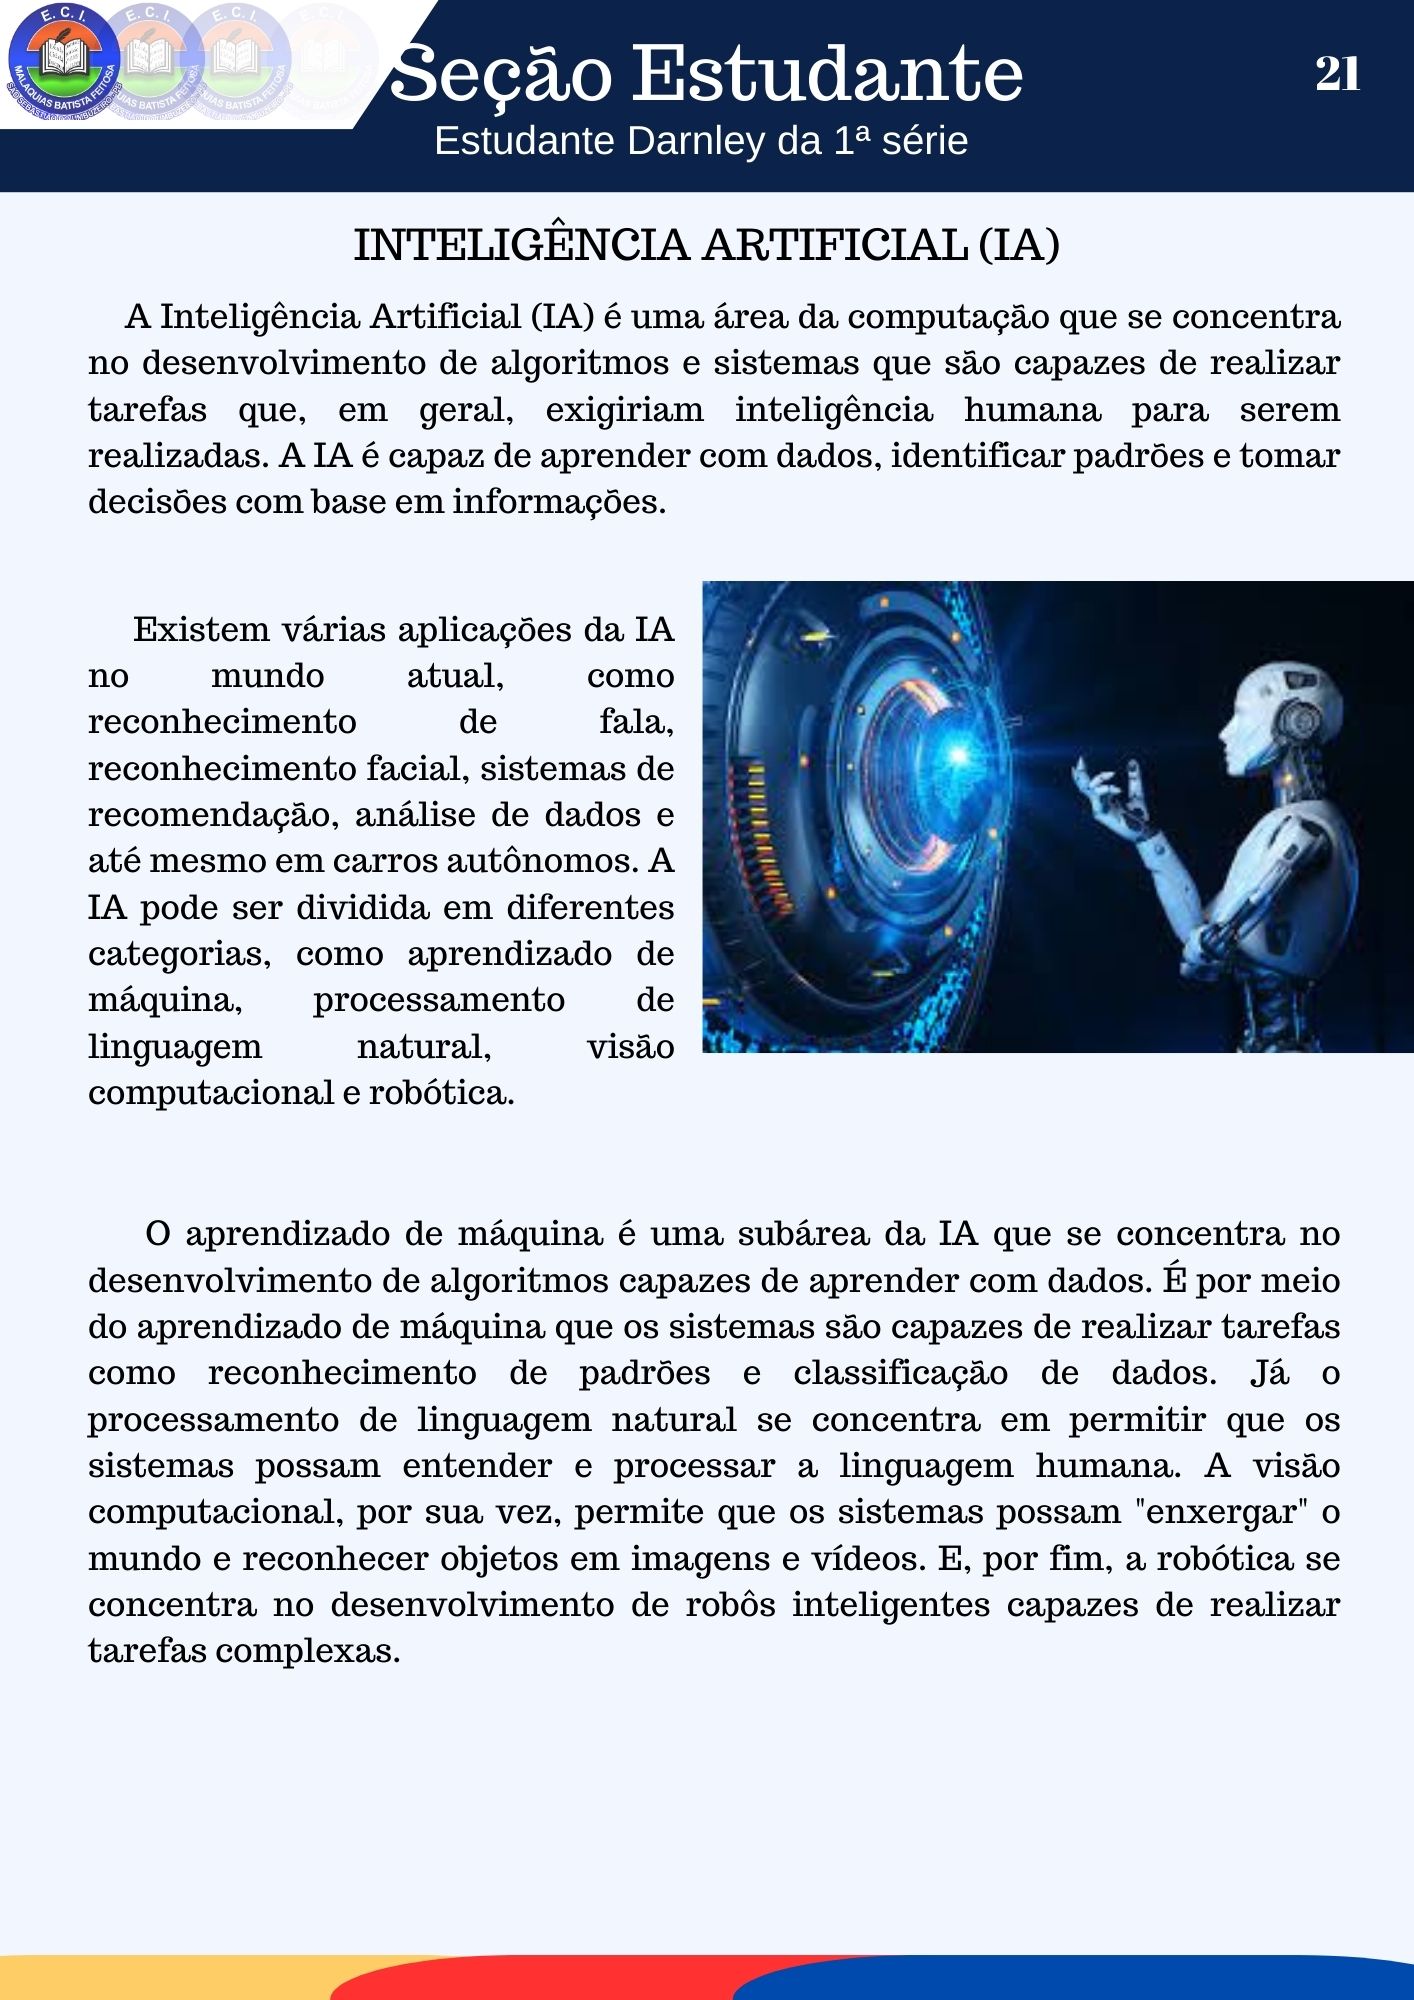 E. C. I.
MALAQUIAS BATISTA FEITOSA
Seção Estudante
21
Estudante Darnley da 1ª série
INTELIGÊNCIA ARTIFICIAL (IA)
A Inteligência Artificial (IA) é uma área da computação que se concentra
no desenvolvimento de algoritmos e sistemas que são capazes de realizar
tarefas que, em geral, exigiriam inteligência humana para serem
realizadas. A IA é capaz de aprender com dados, identificar padrões e tomar
decisões com base em informações.
Existem várias aplicações da IA
no mundo atual, como
reconhecimento de fala,
reconhecimento facial, sistemas de
recomendação, análise de dados e
até mesmo em carros autônomos. A
IA pode ser dividida em diferentes
categorias, como aprendizado de
máquina, processamento de
linguagem natural, visão
computacional e robótica.
O aprendizado de máquina é uma subárea da IA que se concentra no
desenvolvimento de algoritmos capazes de aprender com dados. É por meio
do aprendizado de máquina que os sistemas são capazes de realizar tarefas
como reconhecimento de padrões e classificação de dados. Já o
processamento de linguagem natural se concentra em permitir que os
sistemas possam entender e processar a linguagem humana. A visão
computacional, por sua vez, permite que os sistemas possam "enxergar" o
mundo e reconhecer objetos em imagens e vídeos. E, por fim, a robótica se
concentra no desenvolvimento de robôs inteligentes capazes de realizar
tarefas complexas.